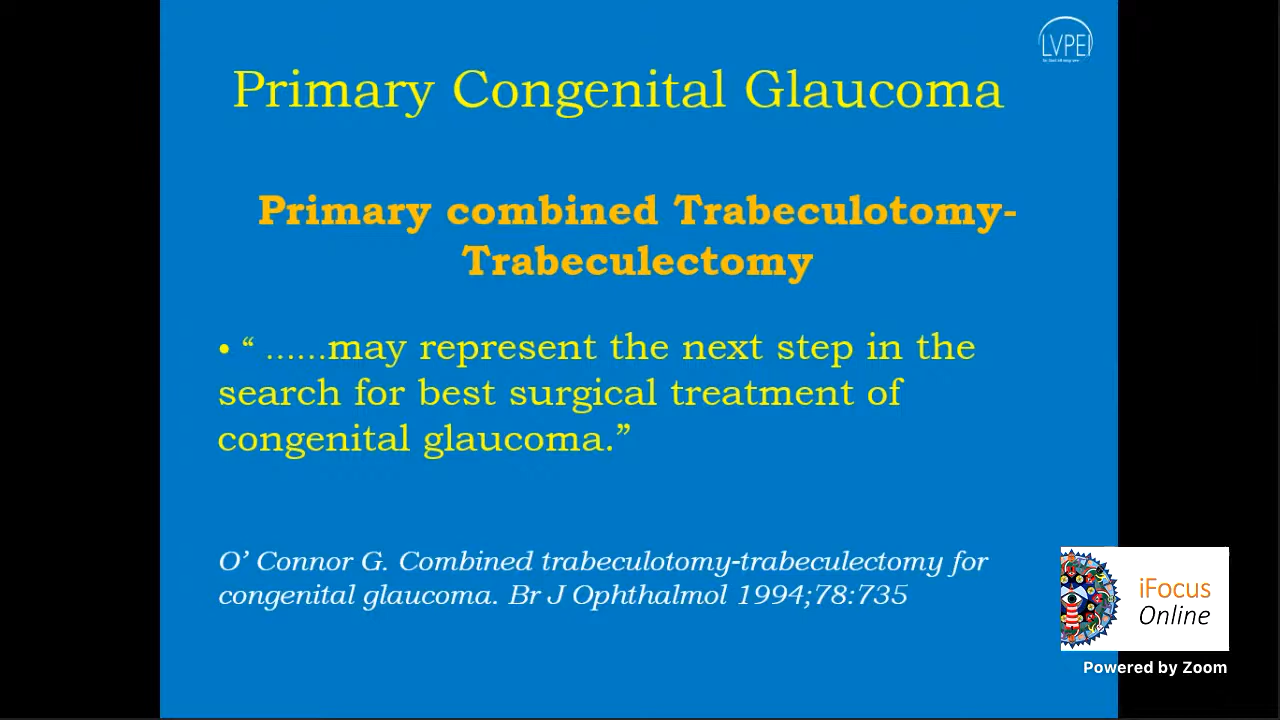 LVPEI
Primary Congenital Glaucoma
Primary combined Trabeculotomy-
Trabeculectomy
• “ ……may represent the next step in the
search for best surgical treatment of
congenital glaucoma.”
O’ Connor G. Combined trabeculotomy-trabeculectomy for
congenital glaucoma. Br J Ophthalmol 1994;78:735
iFocus
Online
Powered by Zoom